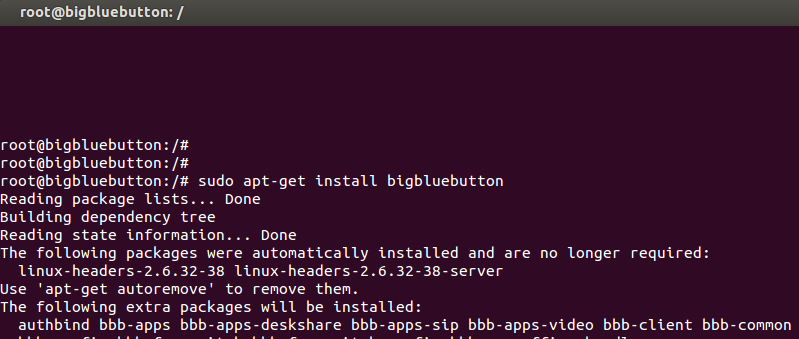 root@bigbluebutton: /
root@bigbluebutton:/#
root@bigbluebutton:/#
root@bigbluebutton:/# sudo apt-get install bigbluebutton
Reading package lists... Done
Building dependency tree
Reading state information... Done
The following packages were automatically installed and are no longer required:
  linux-headers-2.6.32-38 linux-headers-2.6.32-38-server
Use 'apt-get autoremove' to remove them.
The following extra packages will be installed:
  authbind bbb-apps bbb-apps-deskshare bbb-apps-sip bbb-apps-video bbb-client bbb-common